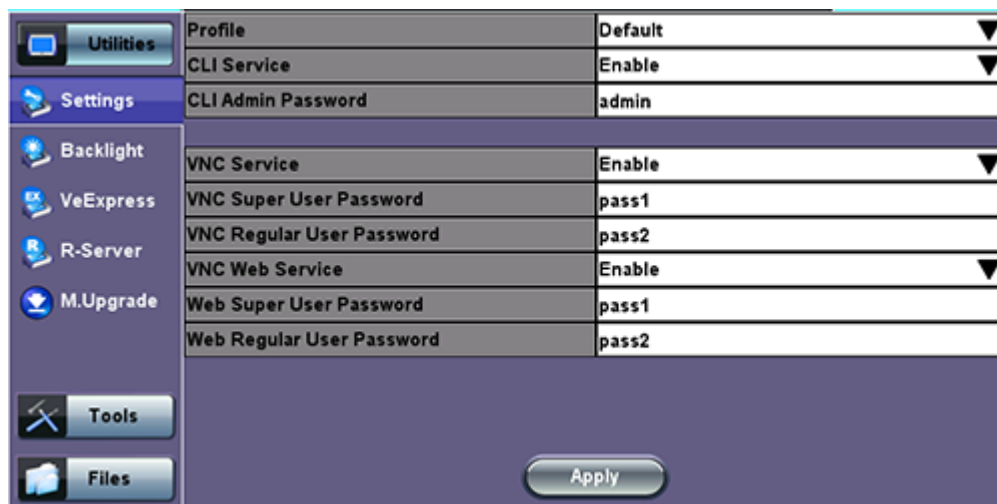 Utilities
Settings
Backlight
VeExpress
R-Server
M.Upgrade
Tools
Files
Profile Default
CLI Service Enable
CLI Admin Password admin
VNC Service Enable
VNC Super User Password pass1
VNC Regular User Password pass2
VNC Web Service Enable
Web Super User Password pass1
Web Regular User Password pass2
Apply